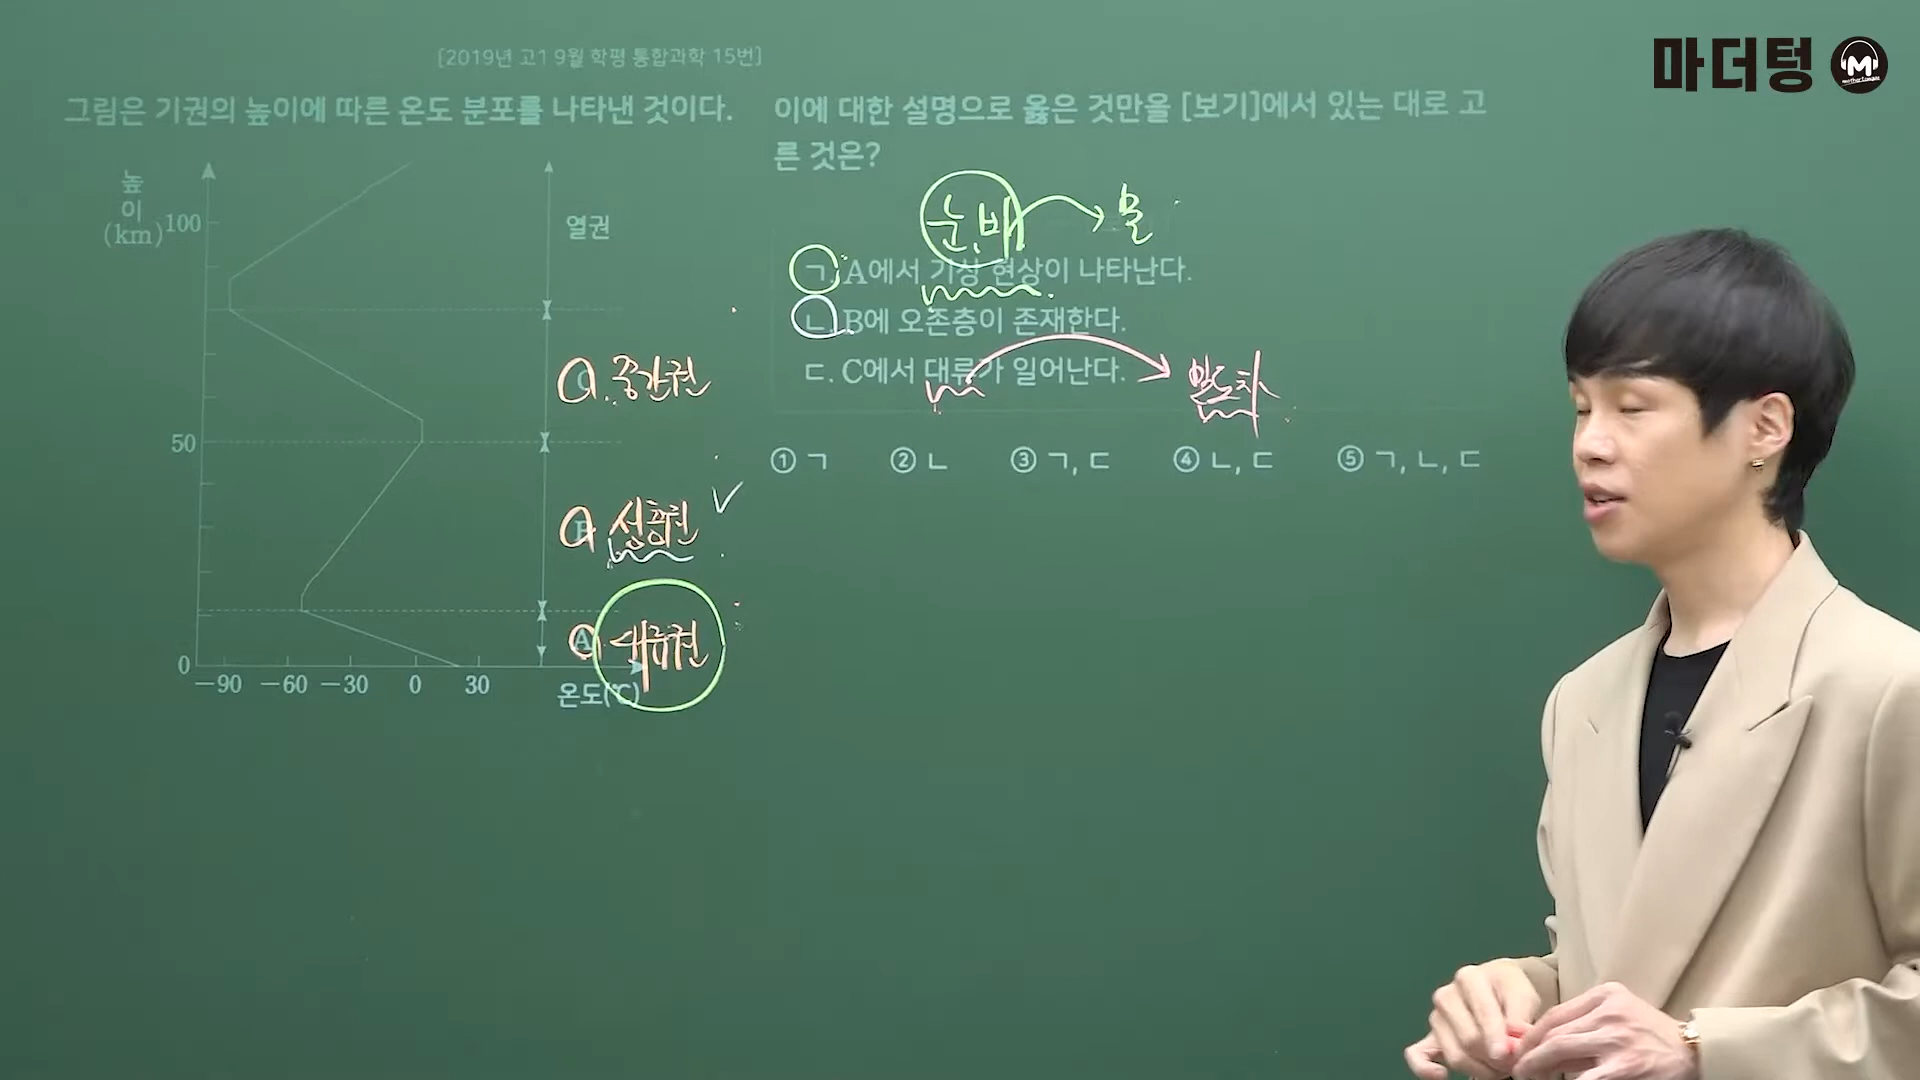 마더텅
[2019년 고1 9월 학평 통합과학 15번]
그림은 기권의 높이에 따른 온도 분포를 나타낸 것이다.
높이(km)
100
50
0
-90 -60 -30 0 30
온도(℃)
열권
중간권
성층권
A 대류권
이에 대한 설명으로 옳은 것만을 [보기]에서 있는 대로 고
른 것은?
눈, 비 → 물
ㄱ. A에서 기상 현상이 나타난다.
ㄴ. B에 오존층이 존재한다.
ㄷ. C에서 대류가 일어난다.
밀도차
① ㄱ ② ㄴ ③ ㄱ, ㄷ ④ ㄴ, ㄷ ⑤ ㄱ, ㄴ, ㄷ